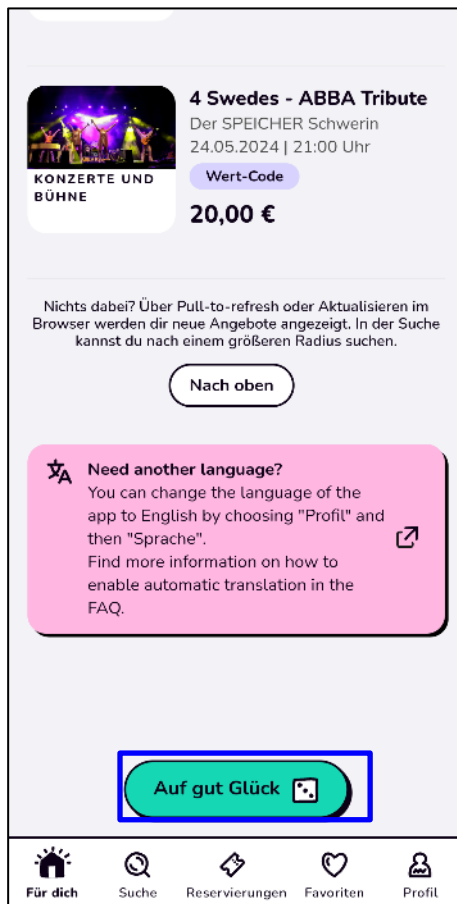 4 Swedes - ABBA Tribute
Der SPEICHER Schwerin
24.05.2024 | 21:00 Uhr
Wert-Code
20,00 €
KONZERTE UND
BÜHNE
Nichts dabei? Über Pull-to-refresh oder Aktualisieren im
Browser werden dir neue Angebote angezeigt. In der Suche
kannst du nach einem größeren Radius suchen.
Nach oben
Need another language?
You can change the language of the
app to English by choosing "Profil" and
then "Sprache".
Find more information on how to
enable automatic translation in the
FAQ.
Auf gut Glück
Für dich Suche Reservierungen Favoriten Profil